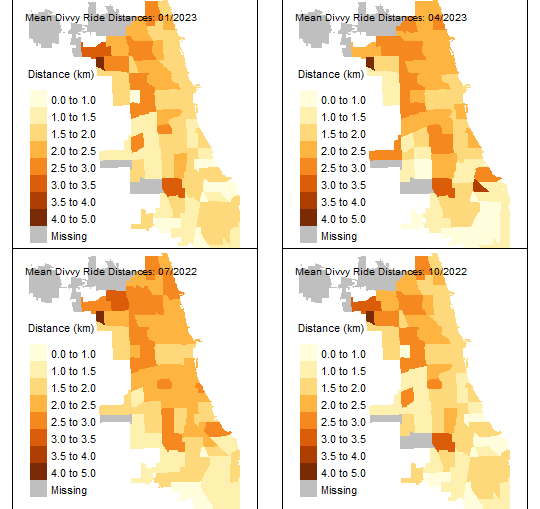 Mean Divvy Ride Distances: 01/2023
Distance (km)
0.0 to 1.0
1.0 to 1.5
1.5 to 2.0
2.0 to 2.5
2.5 to 3.0
3.0 to 3.5
3.5 to 4.0
4.0 to 5.0
Missing
Mean Divvy Ride Distances: 04/2023
Distance (km)
0.0 to 1.0
1.0 to 1.5
1.5 to 2.0
2.0 to 2.5
2.5 to 3.0
3.0 to 3.5
3.5 to 4.0
4.0 to 5.0
Missing
Mean Divvy Ride Distances: 07/2022
Distance (km)
0.0 to 1.0
1.0 to 1.5
1.5 to 2.0
2.0 to 2.5
2.5 to 3.0
3.0 to 3.5
3.5 to 4.0
4.0 to 5.0
Missing
Mean Divvy Ride Distances: 10/2022
Distance (km)
0.0 to 1.0
1.0 to 1.5
1.5 to 2.0
2.0 to 2.5
2.5 to 3.0
3.0 to 3.5
3.5 to 4.0
4.0 to 5.0
Missing